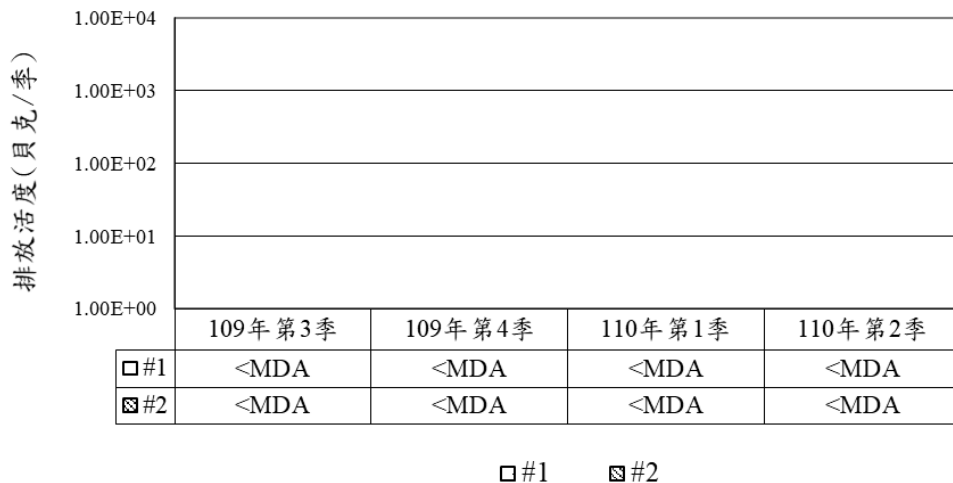 排放活度(貝克/季)
1.00E+04
1.00E+03
1.00E+02
1.00E+01
1.00E+00
109年第3季 109年第4季 110年第1季 110年第2季
#1 <MDA <MDA <MDA <MDA
#2 <MDA <MDA <MDA <MDA
#1 #2